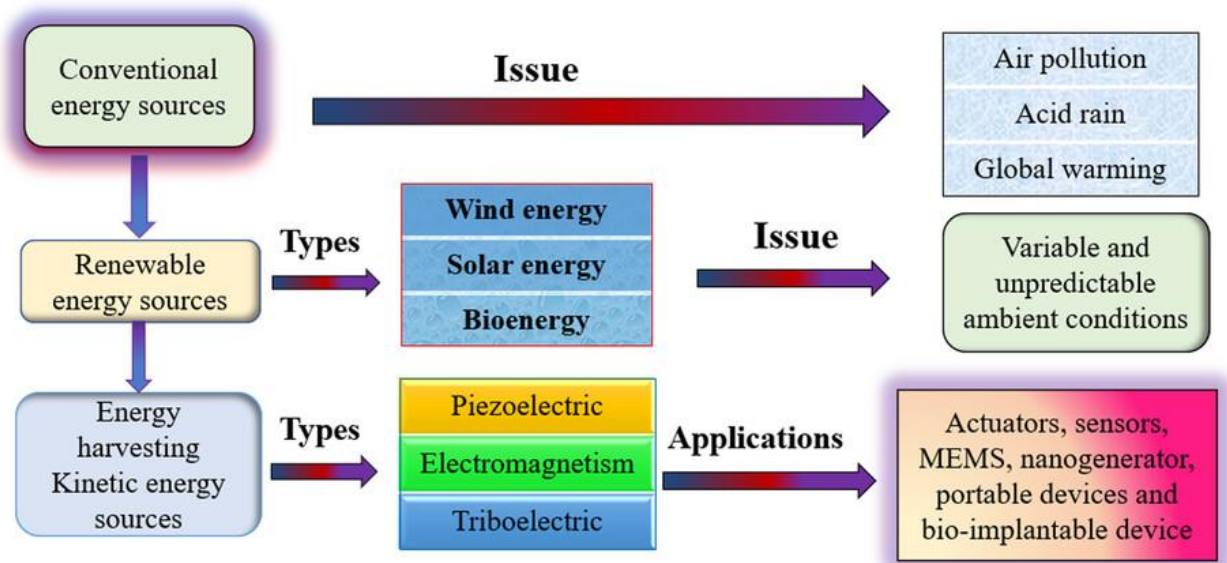 Conventional
energy sources
Issue
Air pollution
Acid rain
Global warming
Renewable
energy sources
Types
Wind energy
Solar energy
Bioenergy
Issue
Variable and
unpredictable
ambient conditions
Energy
harvesting
Kinetic energy
sources
Types
Piezoelectric
Electromagnetism
Triboelectric
Applications
Actuators, sensors,
MEMS, nanogenerator,
portable devices and
bio-implantable device